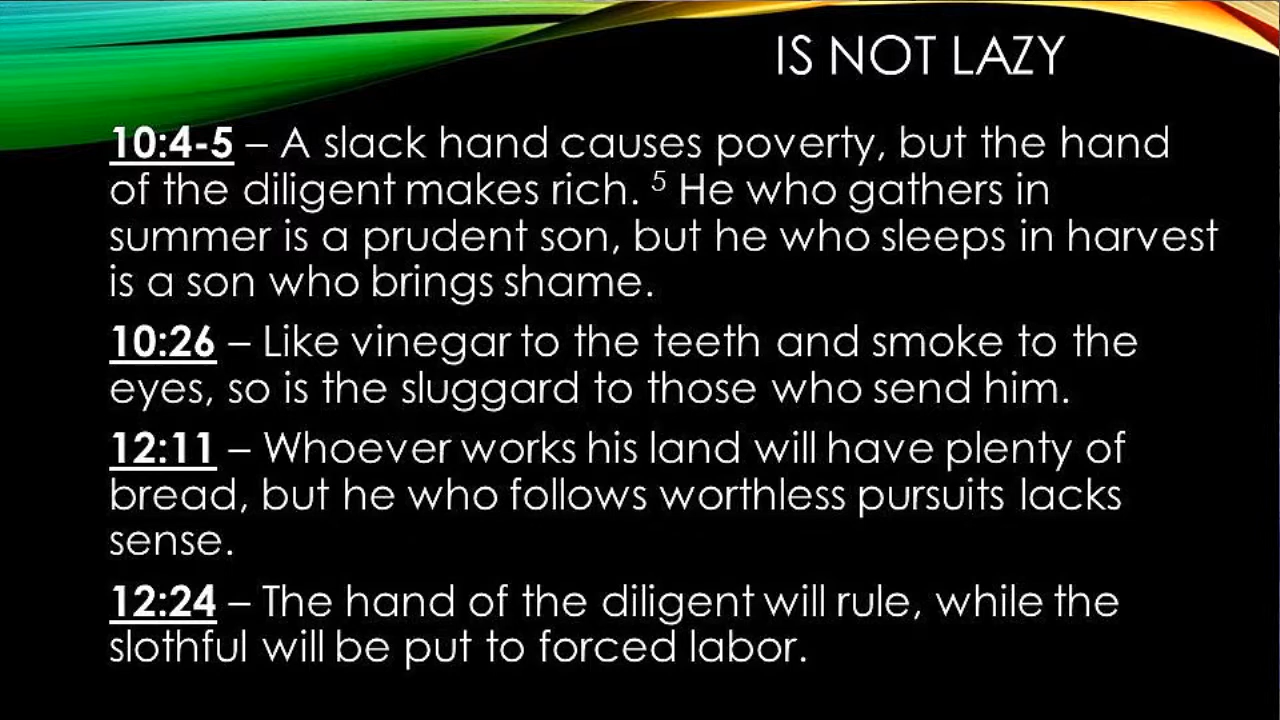 IS NOT LAZY
10:4-5 – A slack hand causes poverty, but the hand
of the diligent makes rich. ⁵ He who gathers in
summer is a prudent son, but he who sleeps in harvest
is a son who brings shame.
10:26 – Like vinegar to the teeth and smoke to the
eyes, so is the sluggard to those who send him.
12:11 – Whoever works his land will have plenty of
bread, but he who follows worthless pursuits lacks
sense.
12:24 – The hand of the diligent will rule, while the
slothful will be put to forced labor.